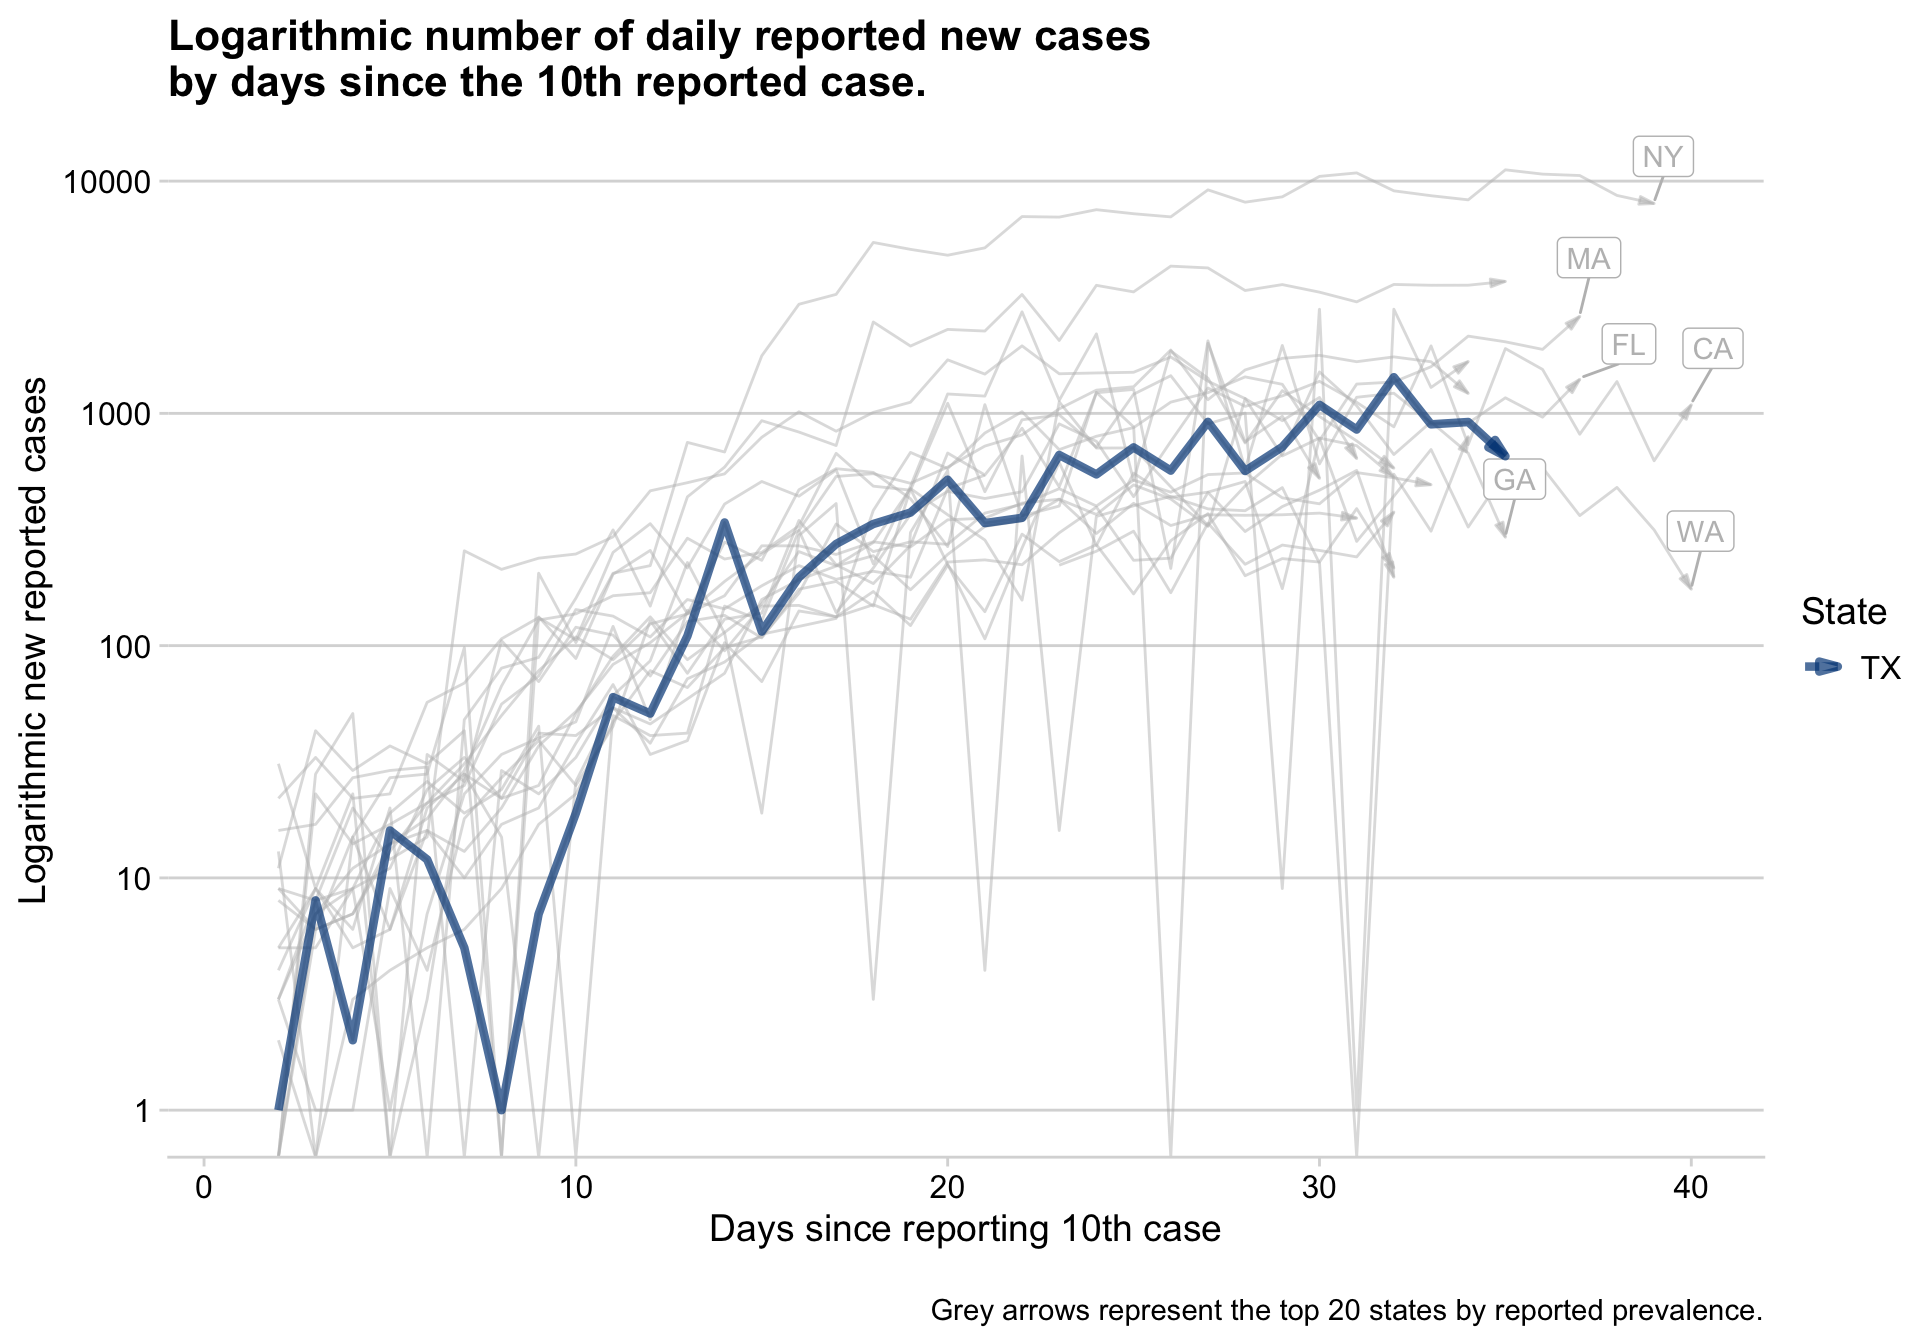 Logarithmic number of daily reported new cases
by days since the 10th reported case.
Logarithmic new reported cases
10000
1000
100
10
1
NY
MA
FL
CA
GA
WA
State
TX
0
10
20
30
40
Days since reporting 10th case
Grey arrows represent the top 20 states by reported prevalence.